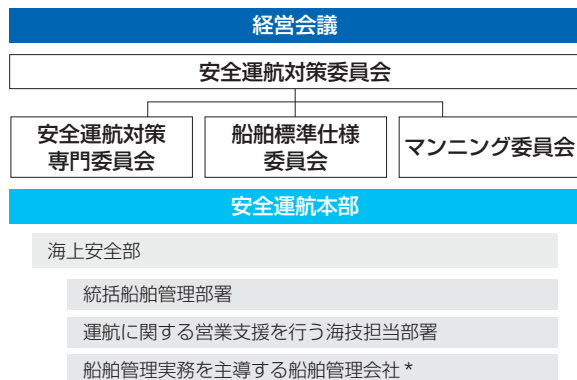 経営会議
安全運航対策委員会
安全運航対策
専門委員会
船舶標準仕様
委員会
マンニング委員会
安全運航本部
海上安全部
統括船舶管理部署
運航に関する営業支援を行う海技担当部署
船舶管理実務を主導する船舶管理会社*